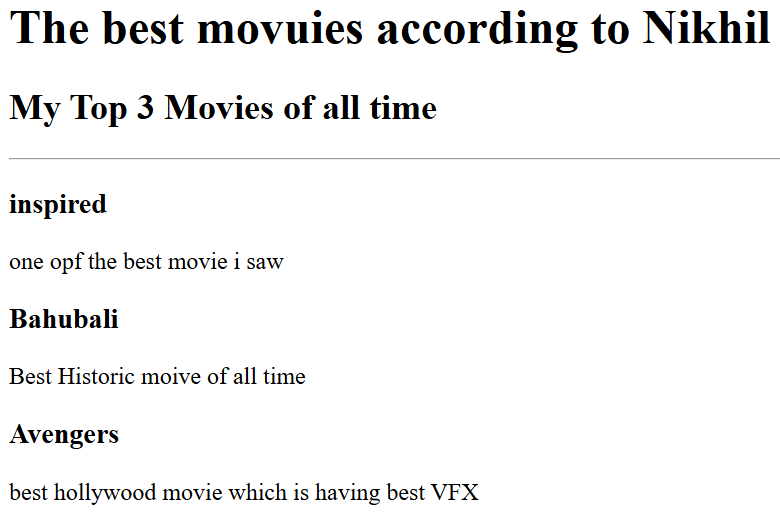 The best movuies according to Nikhil
My Top 3 Movies of all time
inspired
one opf the best movie i saw
Bahubali
Best Historic moive of all time
Avengers
best hollywood movie which is having best VFX